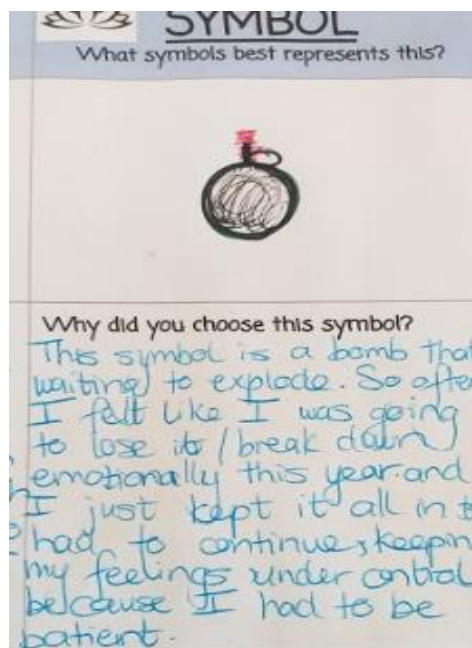 SYMBOL
What symbols best represents this?
Why did you choose this symbol?
This symbol is a bomb tha
waiting to explode. So ofte
I felt like I was going
to lose it / break down
emotionally this year and
I just kept it all in
had to continue, keepin
my feelings under control
because I had to be
patient.